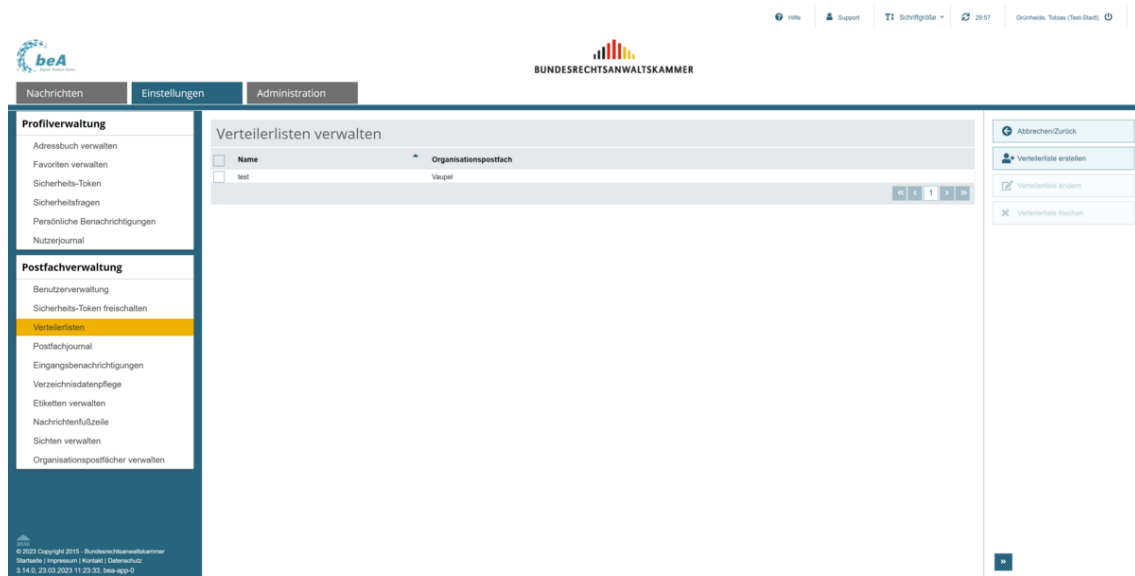 Hilfe
Support
Schriftgröße
29:57
Grünheide, Tobias (Test-Stadt)
beA
BUNDESRECHTSANWALTSKAMMER
Nachrichten
Einstellungen
Administration
Profilverwaltung
Adressbuch verwalten
Favoriten verwalten
Sicherheits-Token
Sicherheitsfragen
Persönliche Benachrichtigungen
Nutzerjournal
Postfachverwaltung
Benutzerverwaltung
Sicherheits-Token freischalten
Verteilerlisten
Postfachjournal
Eingangsbenachrichtigungen
Verzeichnisdatenpflege
Etiketten verwalten
Nachrichtenfußzeile
Sichten verwalten
Organisationspostfächer verwalten
© 2023 Copyright 2015 - Bundesrechtsanwaltskammer
Startseite | Impressum | Kontakt | Datenschutz
3.14.0, 23.03.2023 11:23:33, bea-app-0
Verteilerlisten verwalten
Name Organisationspostfach
test Vaupel
« ‹ 1 › »
Abbrechen/Zurück
Verteilerliste erstellen
Verteilerliste ändern
Verteilerliste löschen
»